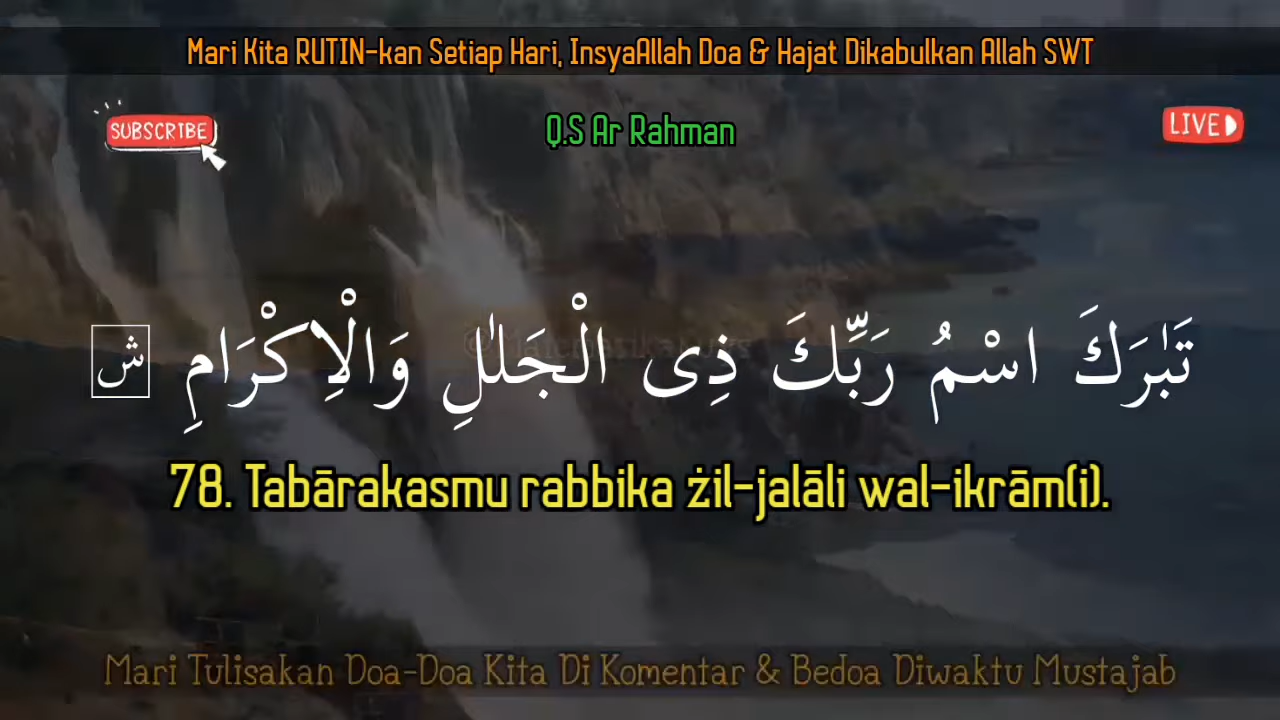 Mari Kita RUTIN-kan Setiap Hari, InsyaAllah Doa & Hajat Dikabulkan Allah SWT
SUBSCRIBE
Q.S Ar Rahman
LIVE
تَبٰرَكَ اسْمُ رَبِّكَ ذِى الْجَلٰلِ وَالْاِكْرَامِ ش
78. Tabārakasmu rabbika żil-jalāli wal-ikrām(i).
Mari Tulisakan Doa-Doa Kita Di Komentar & Bedoa Diwaktu Mustajab